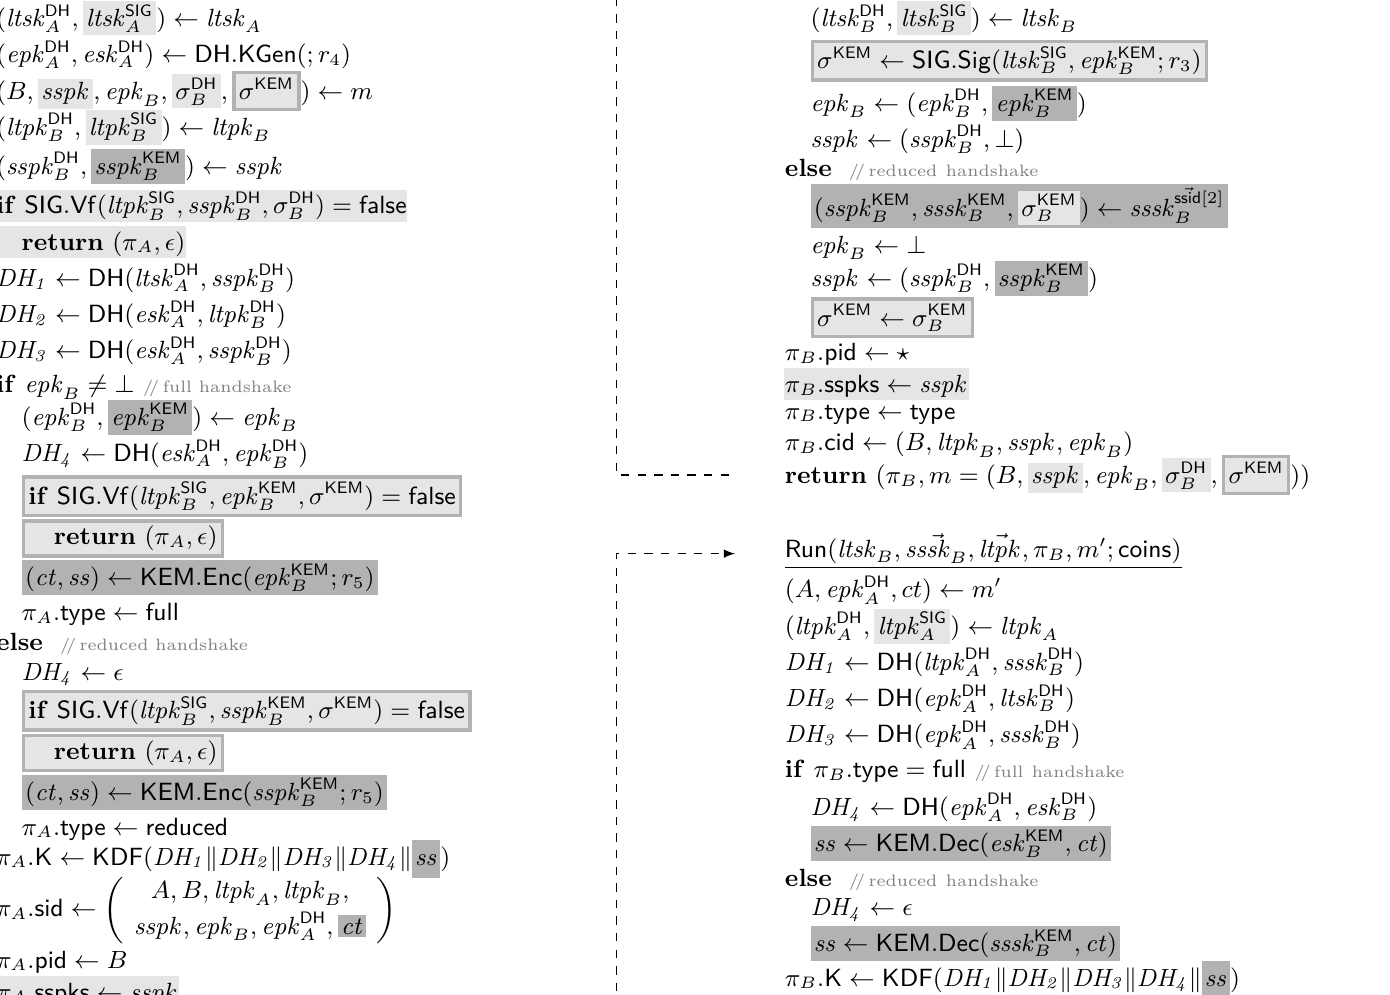 (ltsk_A^DH, ltsk_A^SIG) ← ltsk_A
(epk_A^DH, esk_A^DH) ← DH.KGen(; r_4)
(B, sspk, epk_B, σ_B^DH, σ^KEM) ← m
(ltpk_B^DH, ltpk_B^SIG) ← ltpk_B
(sspk_B^DH, sspk_B^KEM) ← sspk
if SIG.Vf(ltpk_B^SIG, sspk_B^DH, σ_B^DH) = false
return (π_A, ϵ)
DH_1 ← DH(ltsk_A^DH, sspk_B^DH)
DH_2 ← DH(esk_A^DH, ltpk_B^DH)
DH_3 ← DH(esk_A^DH, sspk_B^DH)
if epk_B ≠ ⊥ // full handshake
(epk_B^DH, epk_B^KEM) ← epk_B
DH_4 ← DH(esk_A^DH, epk_B^DH)
if SIG.Vf(ltpk_B^SIG, epk_B^KEM, σ^KEM) = false
return (π_A, ϵ)
(ct, ss) ← KEM.Enc(epk_B^KEM; r_5)
π_A.type ← full
else // reduced handshake
DH_4 ← ϵ
if SIG.Vf(ltpk_B^SIG, sspk_B^KEM, σ^KEM) = false
return (π_A, ϵ)
(ct, ss) ← KEM.Enc(sspk_B^KEM; r_5)
π_A.type ← reduced
π_A.K ← KDF(DH_1‖DH_2‖DH_3‖DH_4‖ss)
π_A.sid ← ( A, B, ltpk_A, ltpk_B,
sspk, epk_B, epk_A^DH, ct )
π_A.pid ← B
π_A.sspks ← sspk
(ltsk_B^DH, ltsk_B^SIG) ← ltsk_B
σ^KEM ← SIG.Sig(ltsk_B^SIG, epk_B^KEM; r_3)
epk_B ← (epk_B^DH, epk_B^KEM)
sspk ← (sspk_B^DH, ⊥)
else // reduced handshake
(sspk_B^KEM, sssk_B^KEM, σ_B^KEM) ← sssk_B^{ss⃗id[2]}
epk_B ← ⊥
sspk ← (sspk_B^DH, sspk_B^KEM)
σ^KEM ← σ_B^KEM
π_B.pid ← ⋆
π_B.sspks ← sspk
π_B.type ← type
π_B.cid ← (B, ltpk_B, sspk, epk_B)
return (π_B, m = (B, sspk, epk_B, σ_B^DH, σ^KEM))
Run(ltsk_B, sss⃗k_B, ltp⃗k, π_B, m′; coins)
(A, epk_A^DH, ct) ← m′
(ltpk_A^DH, ltpk_A^SIG) ← ltpk_A
DH_1 ← DH(ltpk_A^DH, sssk_B^DH)
DH_2 ← DH(epk_A^DH, ltsk_B^DH)
DH_3 ← DH(epk_A^DH, sssk_B^DH)
if π_B.type = full // full handshake
DH_4 ← DH(epk_A^DH, esk_B^DH)
ss ← KEM.Dec(esk_B^KEM, ct)
else // reduced handshake
DH_4 ← ϵ
ss ← KEM.Dec(sssk_B^KEM, ct)
π_B.K ← KDF(DH_1‖DH_2‖DH_3‖DH_4‖ss)